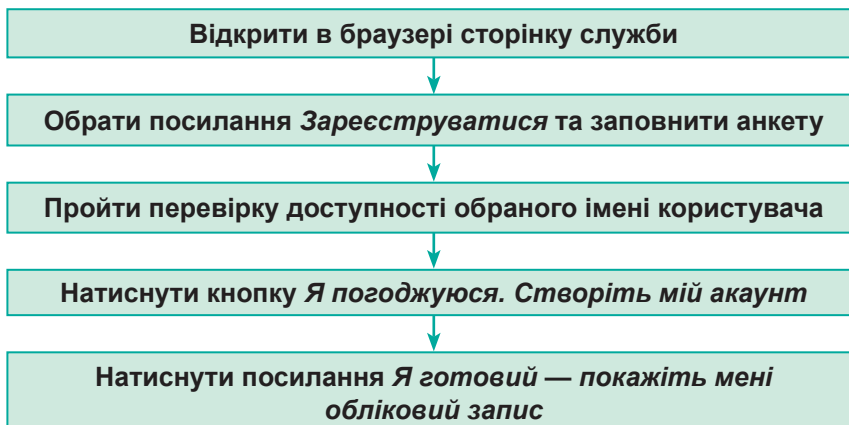 Відкрити в браузері сторінку служби
Обрати посилання Зареєструватися та заповнити анкету
Пройти перевірку доступності обраного імені користувача
Натиснути кнопку Я погоджуюся. Створіть мій акаунт
Натиснути посилання Я готовий — покажіть мені
обліковий запис